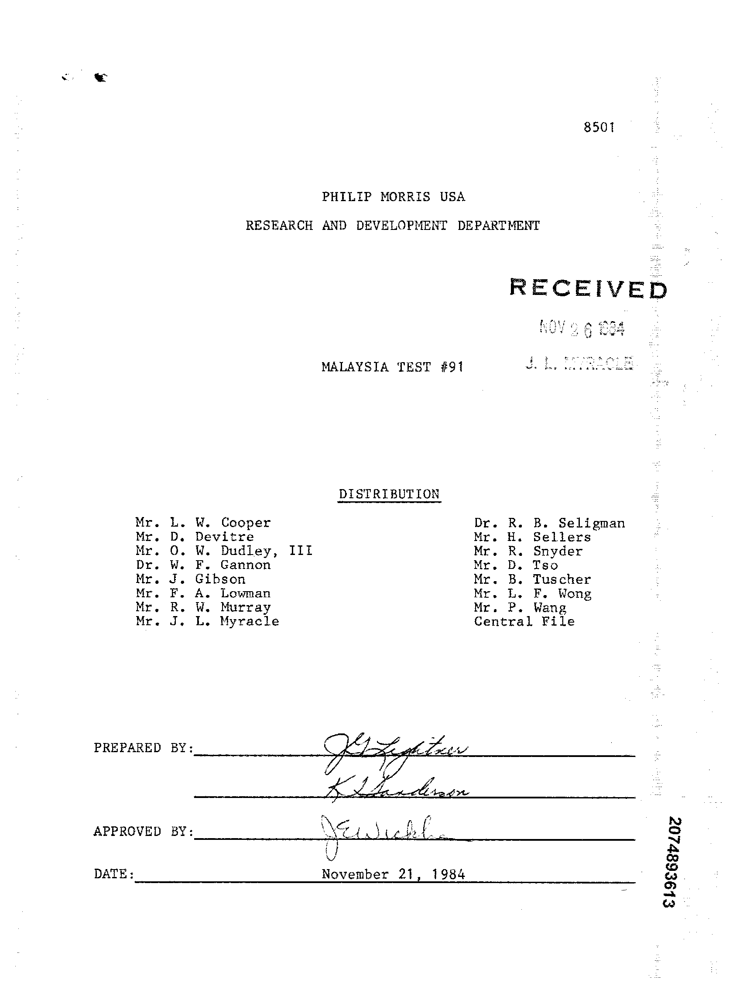 8501
PHILIP MORRIS USA
RESEARCH AND DEVELOPMENT DEPARTMENT
RECEIVED
NOV 26 1984
J. L. MYRACLE
MALAYSIA TEST #91
DISTRIBUTION
Mr. L. W. Cooper
Mr. D. Devitre
Mr. O. W. Dudley, III
Dr. W. F. Gannon
Mr. J. Gibson
Mr. F. A. Lowman
Mr. R. W. Murray
Mr. J. L. Myracle
Dr. R. B. Seligman
Mr. H. Sellers
Mr. R. Snyder
Mr. D. Tso
Mr. B. Tuscher
Mr. L. F. Wong
Mr. P. Wang
Central File
PREPARED BY: Lightner
K Sanderson
APPROVED BY:
DATE: November 21, 1984
2074893613